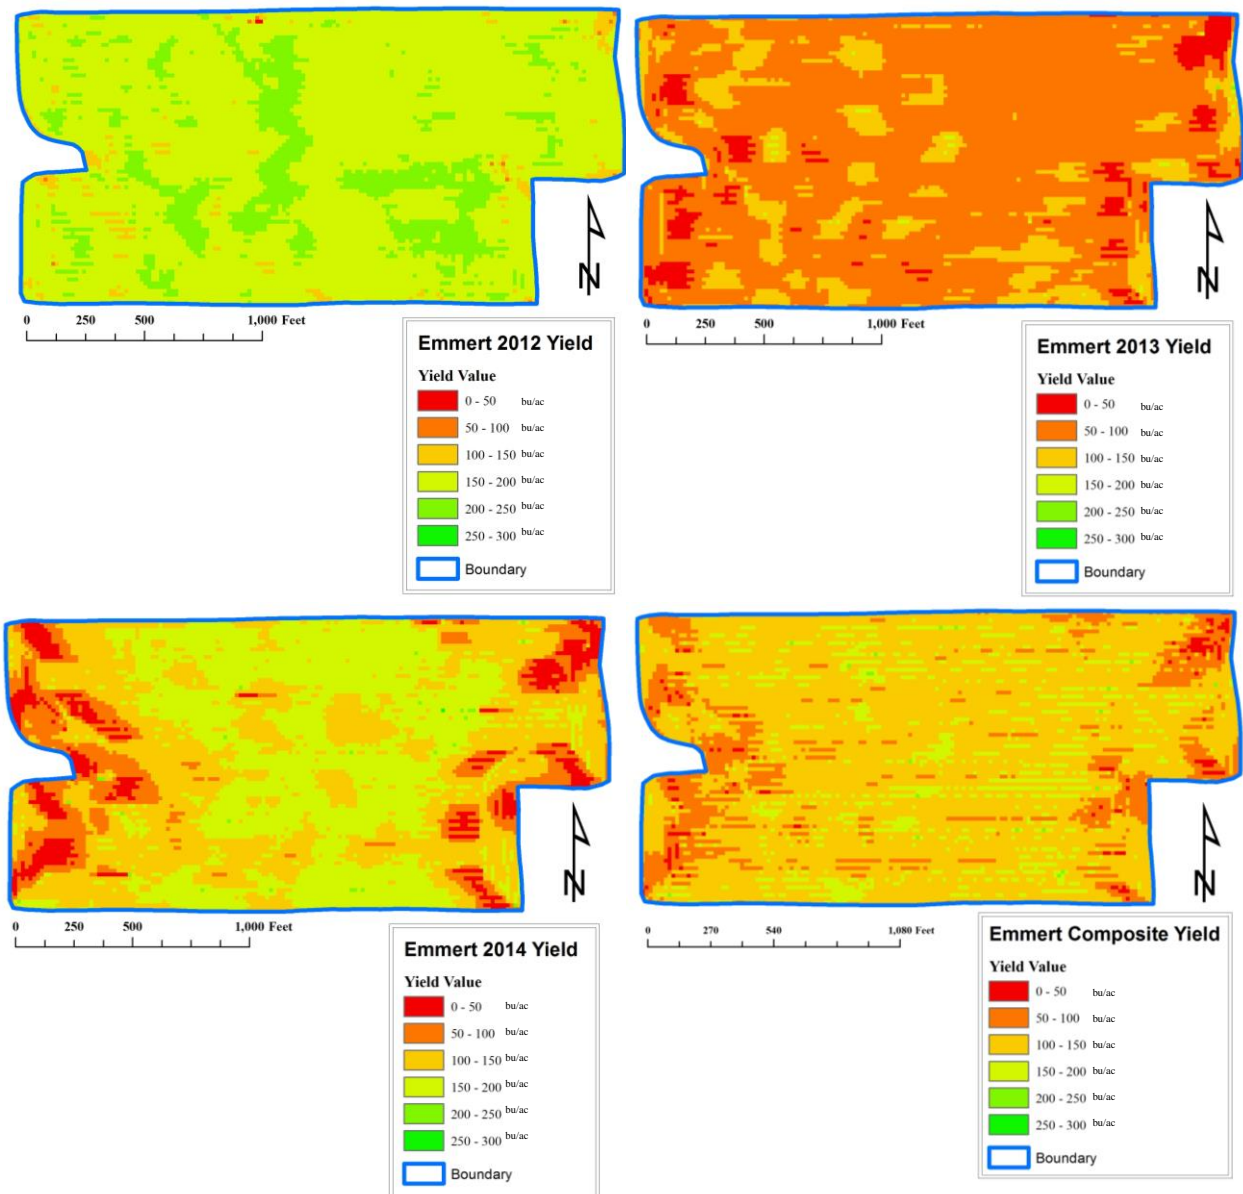 0 250 500 1,000 Feet
N
Emmert 2012 Yield
Yield Value
0 - 50 bu/ac
50 - 100 bu/ac
100 - 150 bu/ac
150 - 200 bu/ac
200 - 250 bu/ac
250 - 300 bu/ac
Boundary
0 250 500 1,000 Feet
N
Emmert 2013 Yield
Yield Value
0 - 50 bu/ac
50 - 100 bu/ac
100 - 150 bu/ac
150 - 200 bu/ac
200 - 250 bu/ac
250 - 300 bu/ac
Boundary
0 250 500 1,000 Feet
N
Emmert 2014 Yield
Yield Value
0 - 50 bu/ac
50 - 100 bu/ac
100 - 150 bu/ac
150 - 200 bu/ac
200 - 250 bu/ac
250 - 300 bu/ac
Boundary
0 270 540 1,080 Feet
N
Emmert Composite Yield
Yield Value
0 - 50 bu/ac
50 - 100 bu/ac
100 - 150 bu/ac
150 - 200 bu/ac
200 - 250 bu/ac
250 - 300 bu/ac
Boundary